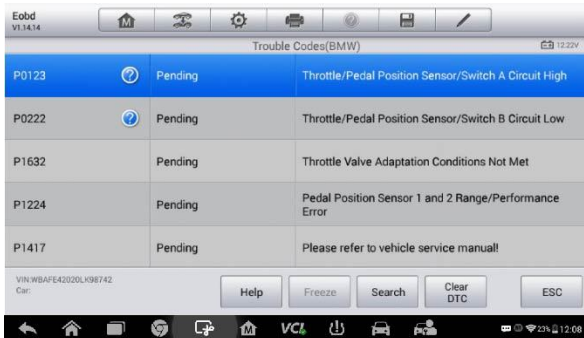 Eobd
V1.14.14
Trouble Codes(BMW)
12.22V
P0123
Pending
Throttle/Pedal Position Sensor/Switch A Circuit High
P0222
Pending
Throttle/Pedal Position Sensor/Switch B Circuit Low
P1632
Pending
Throttle Valve Adaptation Conditions Not Met
P1224
Pending
Pedal Position Sensor 1 and 2 Range/Performance
Error
P1417
Pending
Please refer to vehicle service manual!
VIN:WBAFE42020LK98742
Car:
Help
Freeze
Search
Clear
DTC
ESC
VCI
23%
12:08